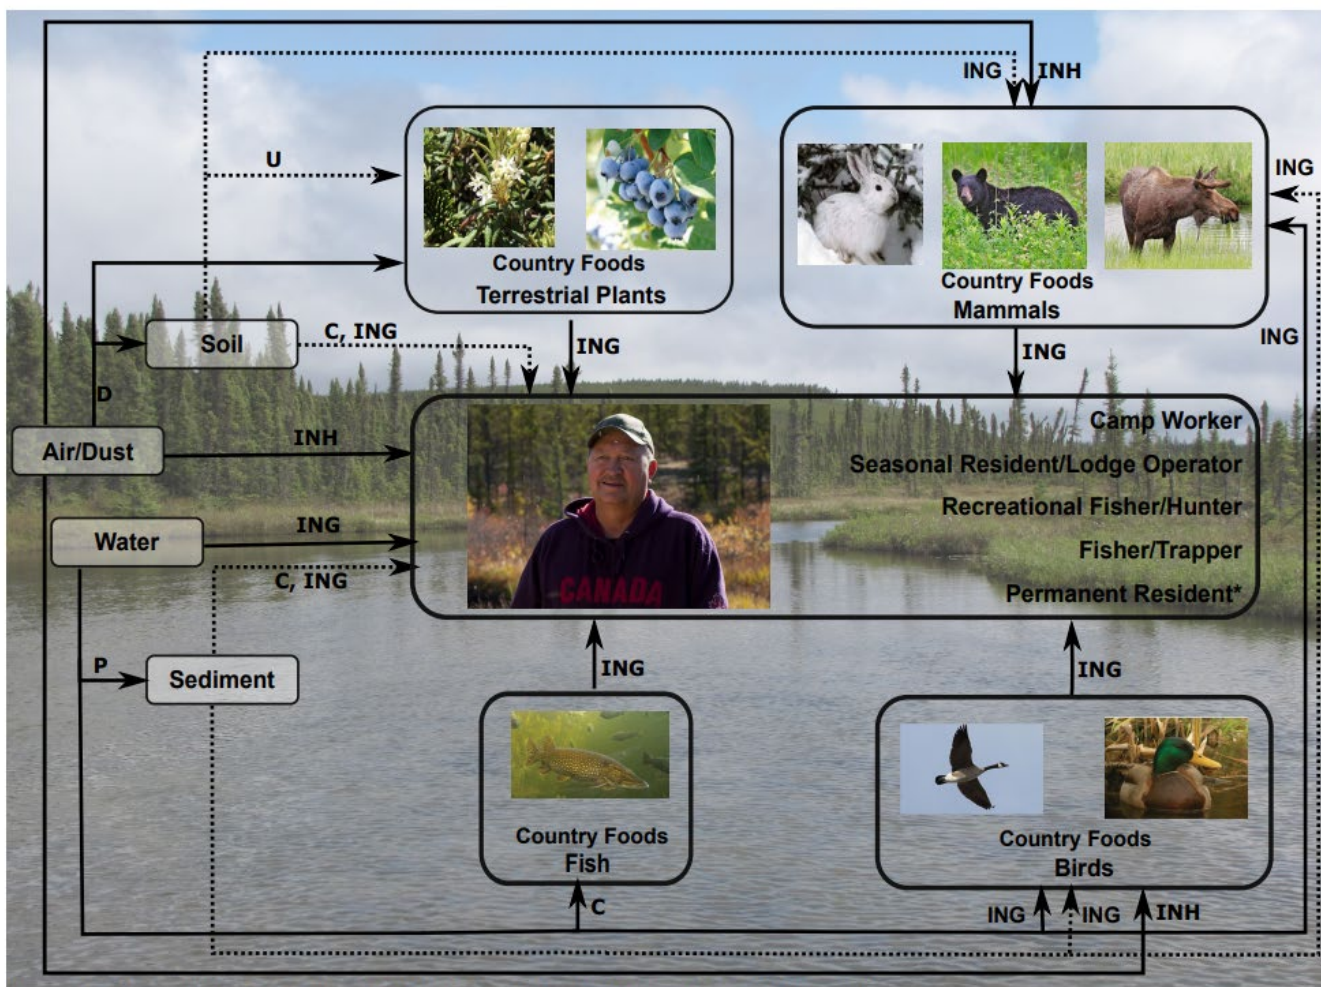 ING
INH
U
ING
Country Foods
Terrestrial Plants
Country Foods
Mammals
Soil
C, ING
ING
ING
ING
D
Air/Dust
INH
Camp Worker
Seasonal Resident/Lodge Operator
Recreational Fisher/Hunter
Fisher/Trapper
Permanent Resident*
CANADA
Water
ING
C, ING
P
Sediment
ING
ING
Country Foods
Fish
Country Foods
Birds
C
ING
ING
INH